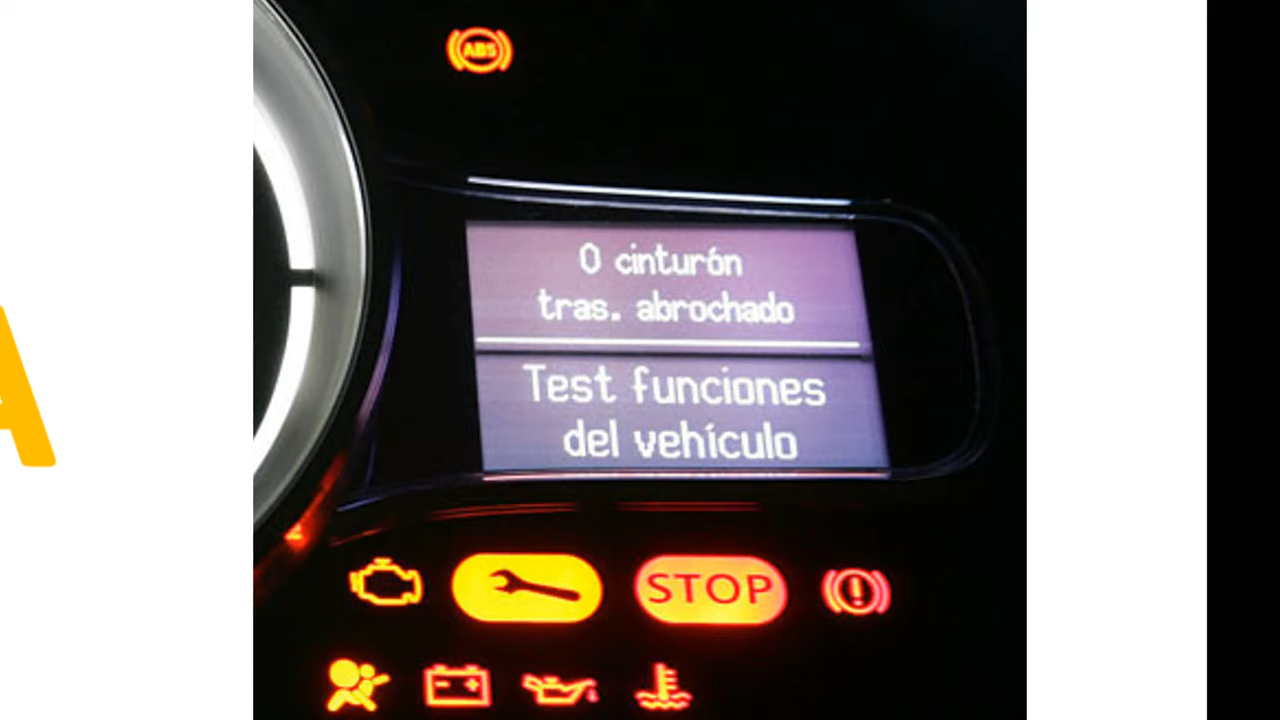 ABS
0 cinturón
tras. abrochado
Test funciones
del vehículo
STOP
A